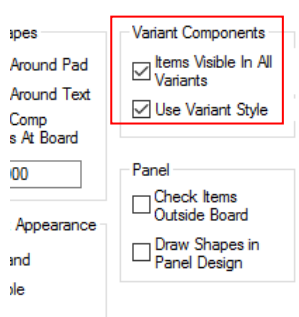 apes
Around Pad
Around Text
Comp
s At Board
00
Appearance
and
ble
Variant Components
Items Visible In All
Variants
Use Variant Style
Panel
Check Items
Outside Board
Draw Shapes in
Panel Design